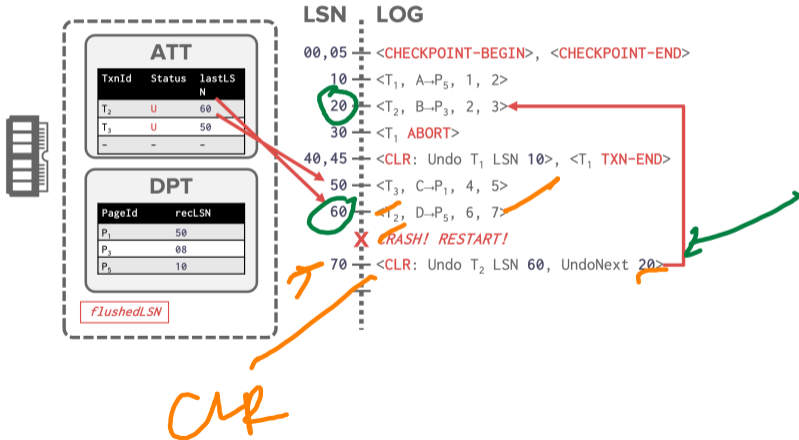 LSN LOG
ATT
TxnId Status lastLSN
T₂ U 60
T₃ U 50
- - -
DPT
PageId recLSN
P₁ 50
P₃ 08
P₅ 10
flushedLSN
00,05 <CHECKPOINT-BEGIN>, <CHECKPOINT-END>
10 <T₁, A→P₅, 1, 2>
20 <T₂, B→P₃, 2, 3>
30 <T₁ ABORT>
40,45 <CLR: Undo T₁ LSN 10>, <T₁ TXN-END>
50 <T₃, C→P₁, 4, 5>
60 <T₂, D→P₅, 6, 7>
X CRASH! RESTART!
70 <CLR: Undo T₂ LSN 60, UndoNext 20>
CLR